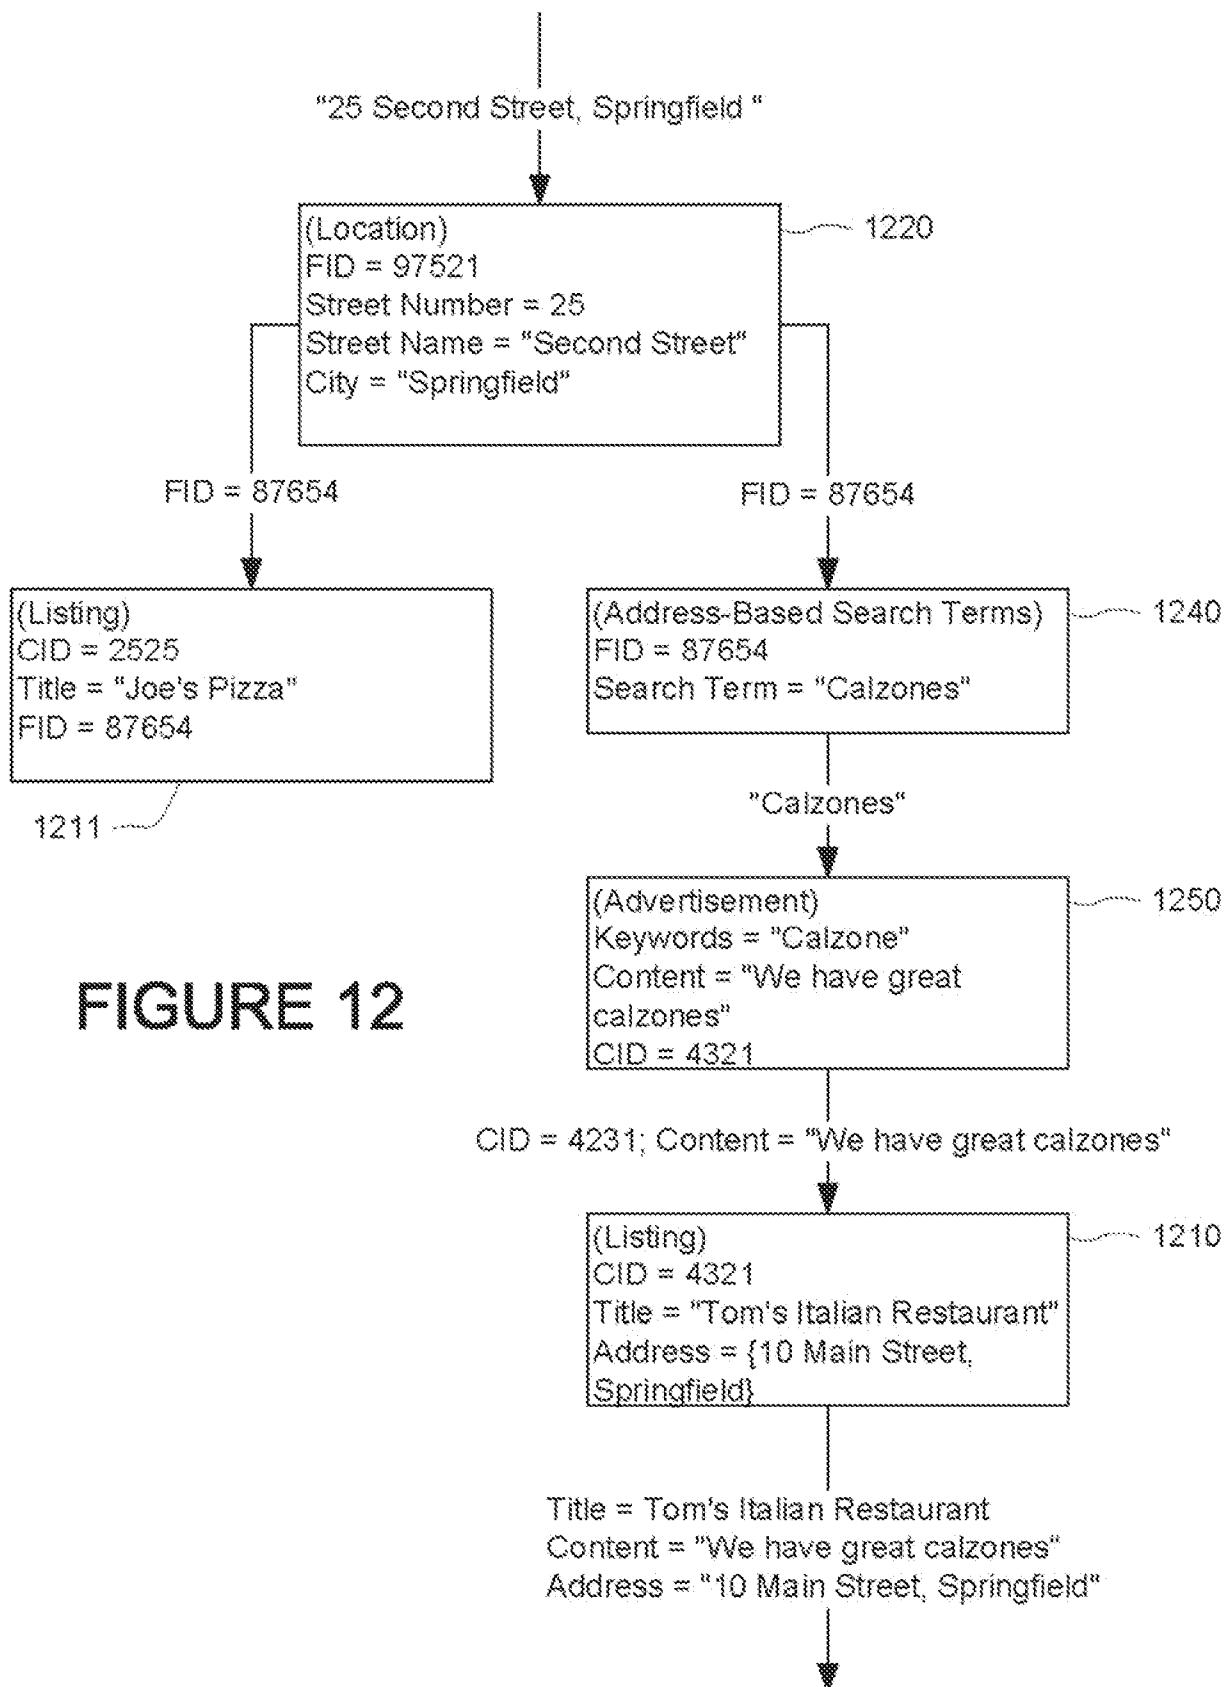 "25 Second Street, Springfield "
(Location)
FID = 97521
Street Number = 25
Street Name = "Second Street"
City = "Springfield"
1220
FID = 87654
FID = 87654
(Listing)
CID = 2525
Title = "Joe's Pizza"
FID = 87654
1211
(Address-Based Search Terms)
FID = 87654
Search Term = "Calzones"
1240
"Calzones"
(Advertisement)
Keywords = "Calzone"
Content = "We have great
calzones"
CID = 4321
1250
FIGURE 12
CID = 4231; Content = "We have great calzones"
(Listing)
CID = 4321
Title = "Tom's Italian Restaurant"
Address = {10 Main Street,
Springfield}
1210
Title = Tom's Italian Restaurant
Content = "We have great calzones"
Address = "10 Main Street, Springfield"